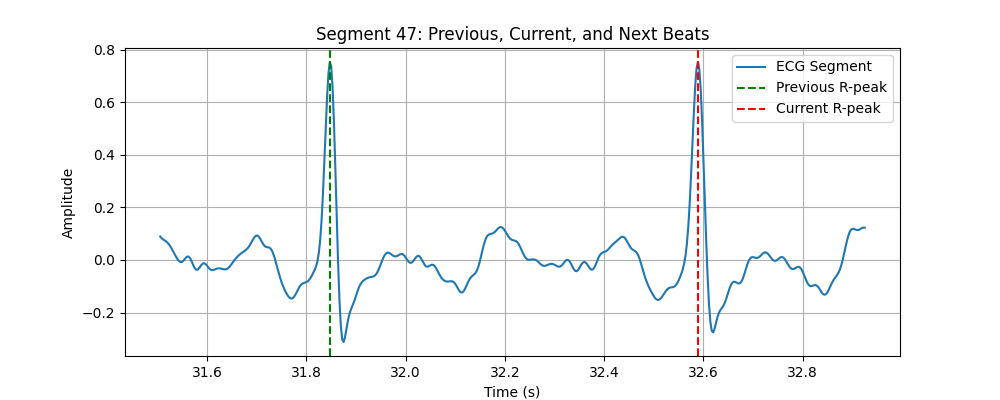 Segment 47: Previous, Current, and Next Beats
ECG Segment
Previous R-peak
Current R-peak
Amplitude
0.8
0.6
0.4
0.2
0.0
−0.2
31.6 31.8 32.0 32.2 32.4 32.6 32.8
Time (s)